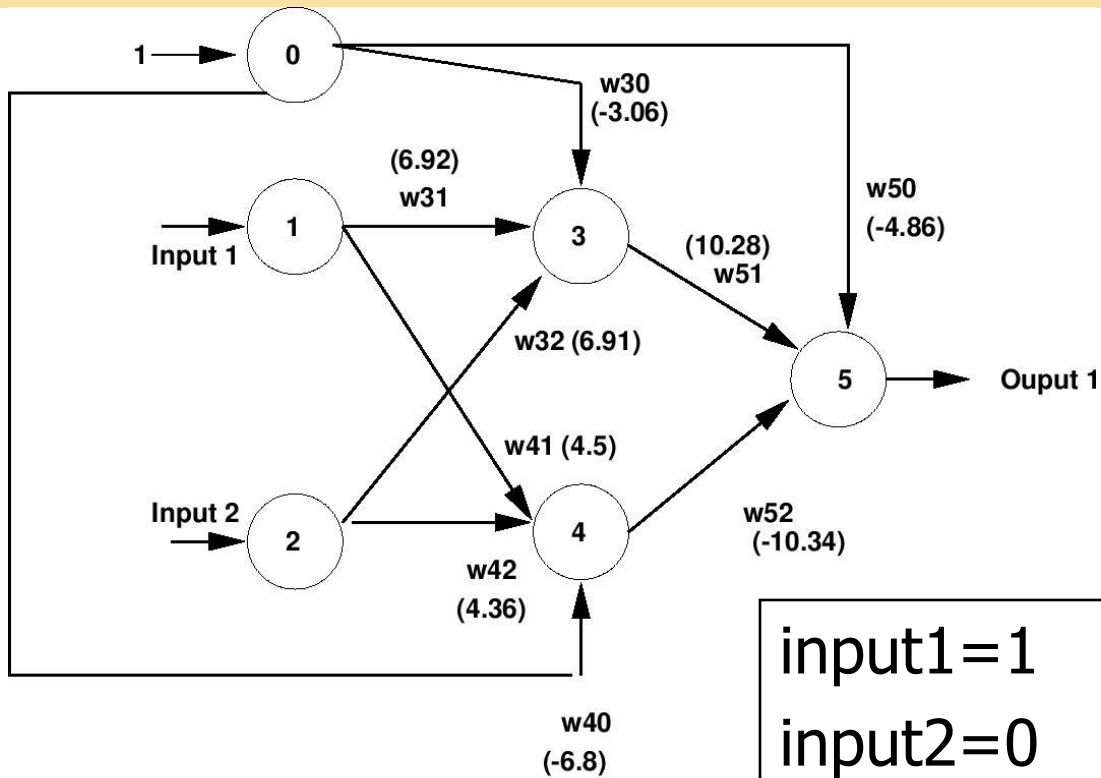 1
0
w30
(-3.06)
(6.92)
w31
w50
(-4.86)
1
Input 1
3
(10.28)
w51
w32 (6.91)
5
Ouput 1
w41 (4.5)
Input 2
2
4
w52
(-10.34)
w42
(4.36)
w40
(-6.8)
input1=1
input2=0